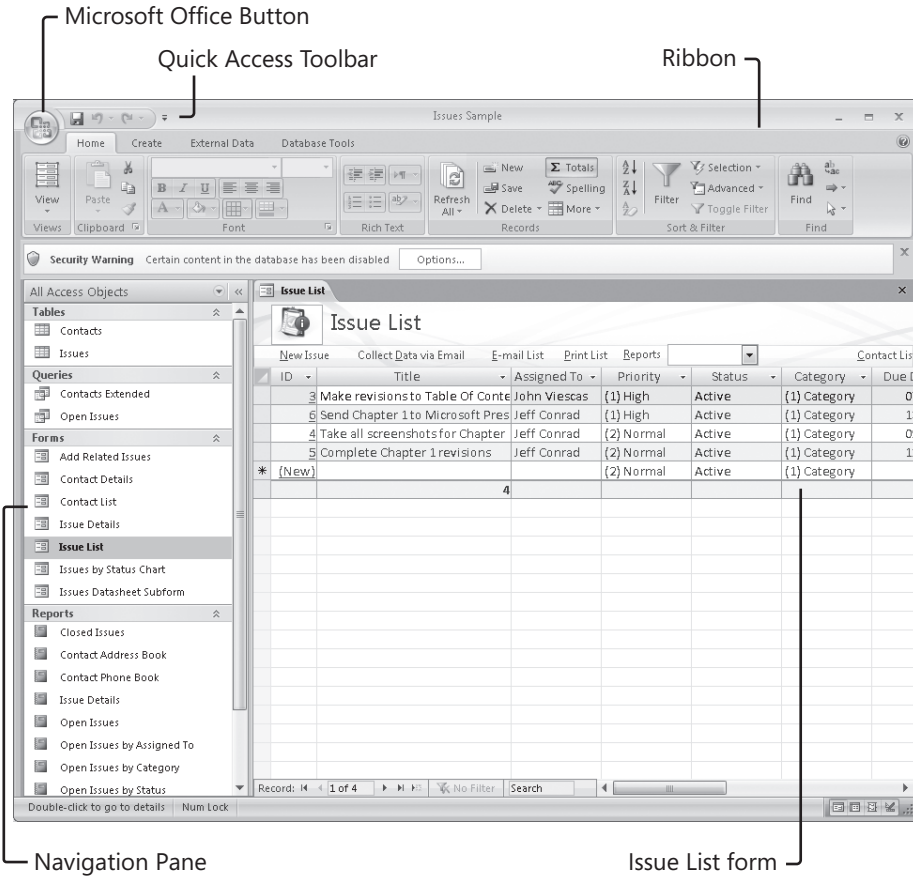 Microsoft Office Button
Quick Access Toolbar
Ribbon
Issues Sample
Home Create External Data Database Tools
View
Paste
B I U
A
ab
Refresh All
New
Save
Delete
Totals
Spelling
More
Filter
Selection
Advanced
Toggle Filter
Find
Views Clipboard Font Rich Text Records Sort & Filter Find
Security Warning Certain content in the database has been disabled Options...
All Access Objects
Tables
Contacts
Issues
Queries
Contacts Extended
Open Issues
Forms
Add Related Issues
Contact Details
Contact List
Issue Details
Issue List
Issues by Status Chart
Issues Datasheet Subform
Reports
Closed Issues
Contact Address Book
Contact Phone Book
Issue Details
Open Issues
Open Issues by Assigned To
Open Issues by Category
Open Issues by Status
Issue List
Issue List
New Issue Collect Data via Email E-mail List Print List Reports Contact Lis
ID Title Assigned To Priority Status Category Due D
3 Make revisions to Table Of Conte John Viescas (1) High Active (1) Category 0
6 Send Chapter 1 to Microsoft Pres Jeff Conrad (1) High Active (1) Category 1
4 Take all screenshots for Chapter Jeff Conrad (2) Normal Active (1) Category 0
5 Complete Chapter 1 revisions Jeff Conrad (2) Normal Active (1) Category 1
* (New) (2) Normal Active (1) Category
4
Record: 1 of 4 No Filter Search
Double-click to go to details Num Lock
Navigation Pane
Issue List form